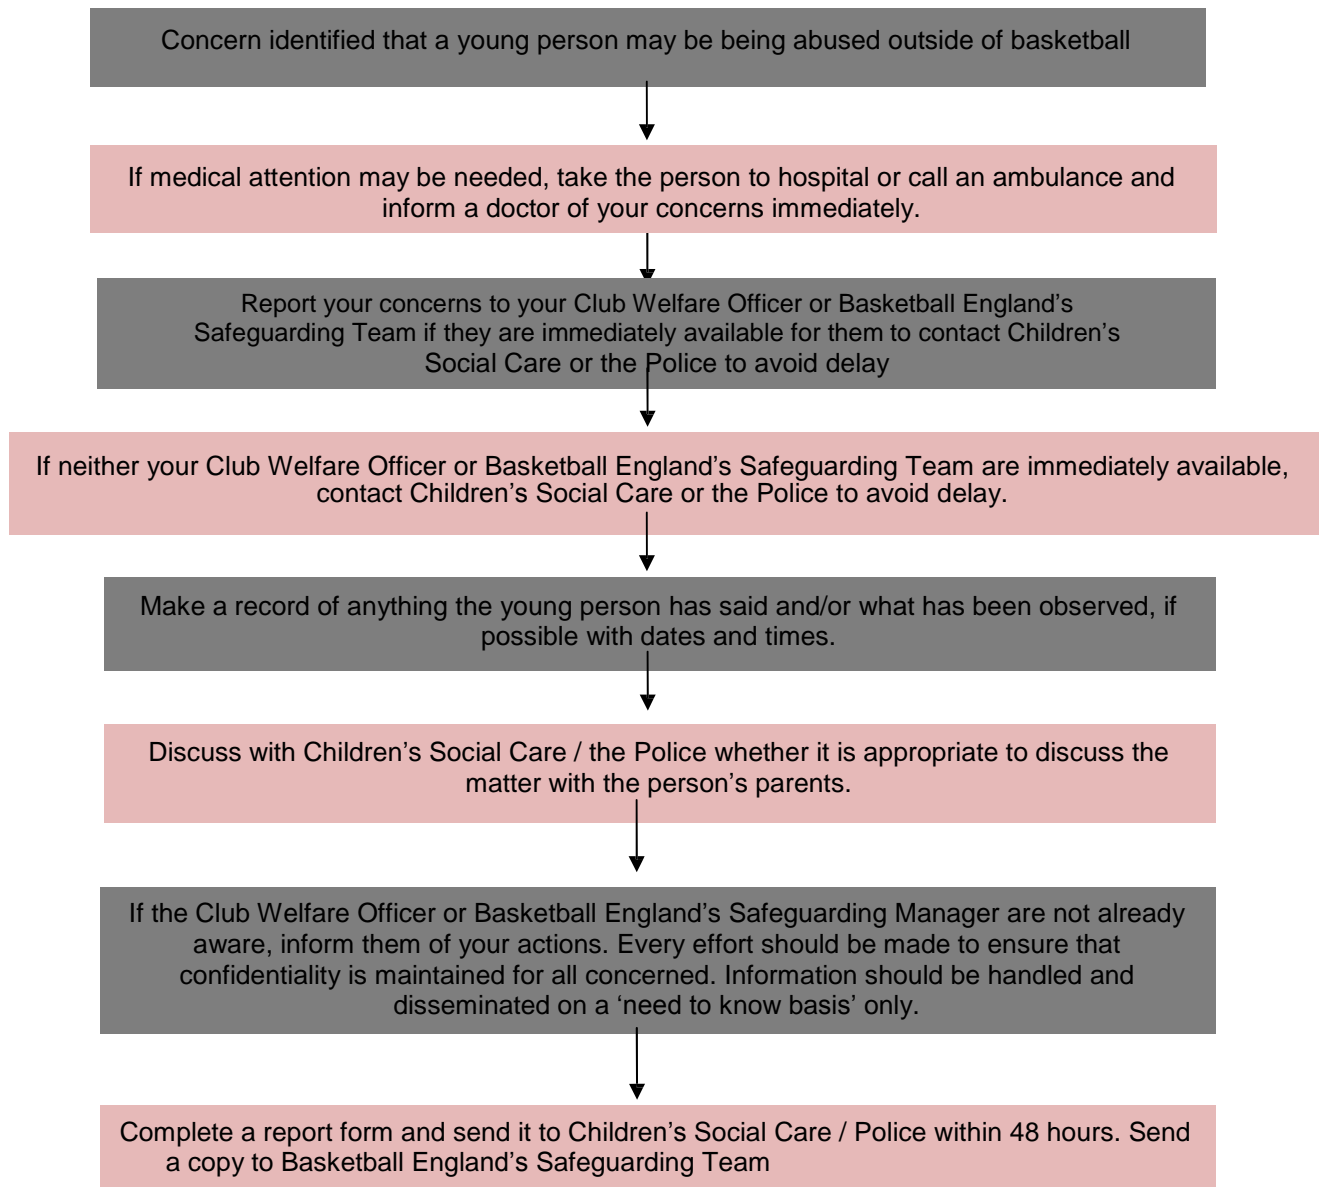 Concern identified that a young person may be being abused outside of basketball
If medical attention may be needed, take the person to hospital or call an ambulance and
inform a doctor of your concerns immediately.
Report your concerns to your Club Welfare Officer or Basketball England’s
Safeguarding Team if they are immediately available for them to contact Children’s
Social Care or the Police to avoid delay
If neither your Club Welfare Officer or Basketball England’s Safeguarding Team are immediately available,
contact Children’s Social Care or the Police to avoid delay.
Make a record of anything the young person has said and/or what has been observed, if
possible with dates and times.
Discuss with Children’s Social Care / the Police whether it is appropriate to discuss the
matter with the person’s parents.
If the Club Welfare Officer or Basketball England’s Safeguarding Manager are not already
aware, inform them of your actions. Every effort should be made to ensure that
confidentiality is maintained for all concerned. Information should be handled and
disseminated on a ‘need to know basis’ only.
Complete a report form and send it to Children’s Social Care / Police within 48 hours. Send
a copy to Basketball England’s Safeguarding Team